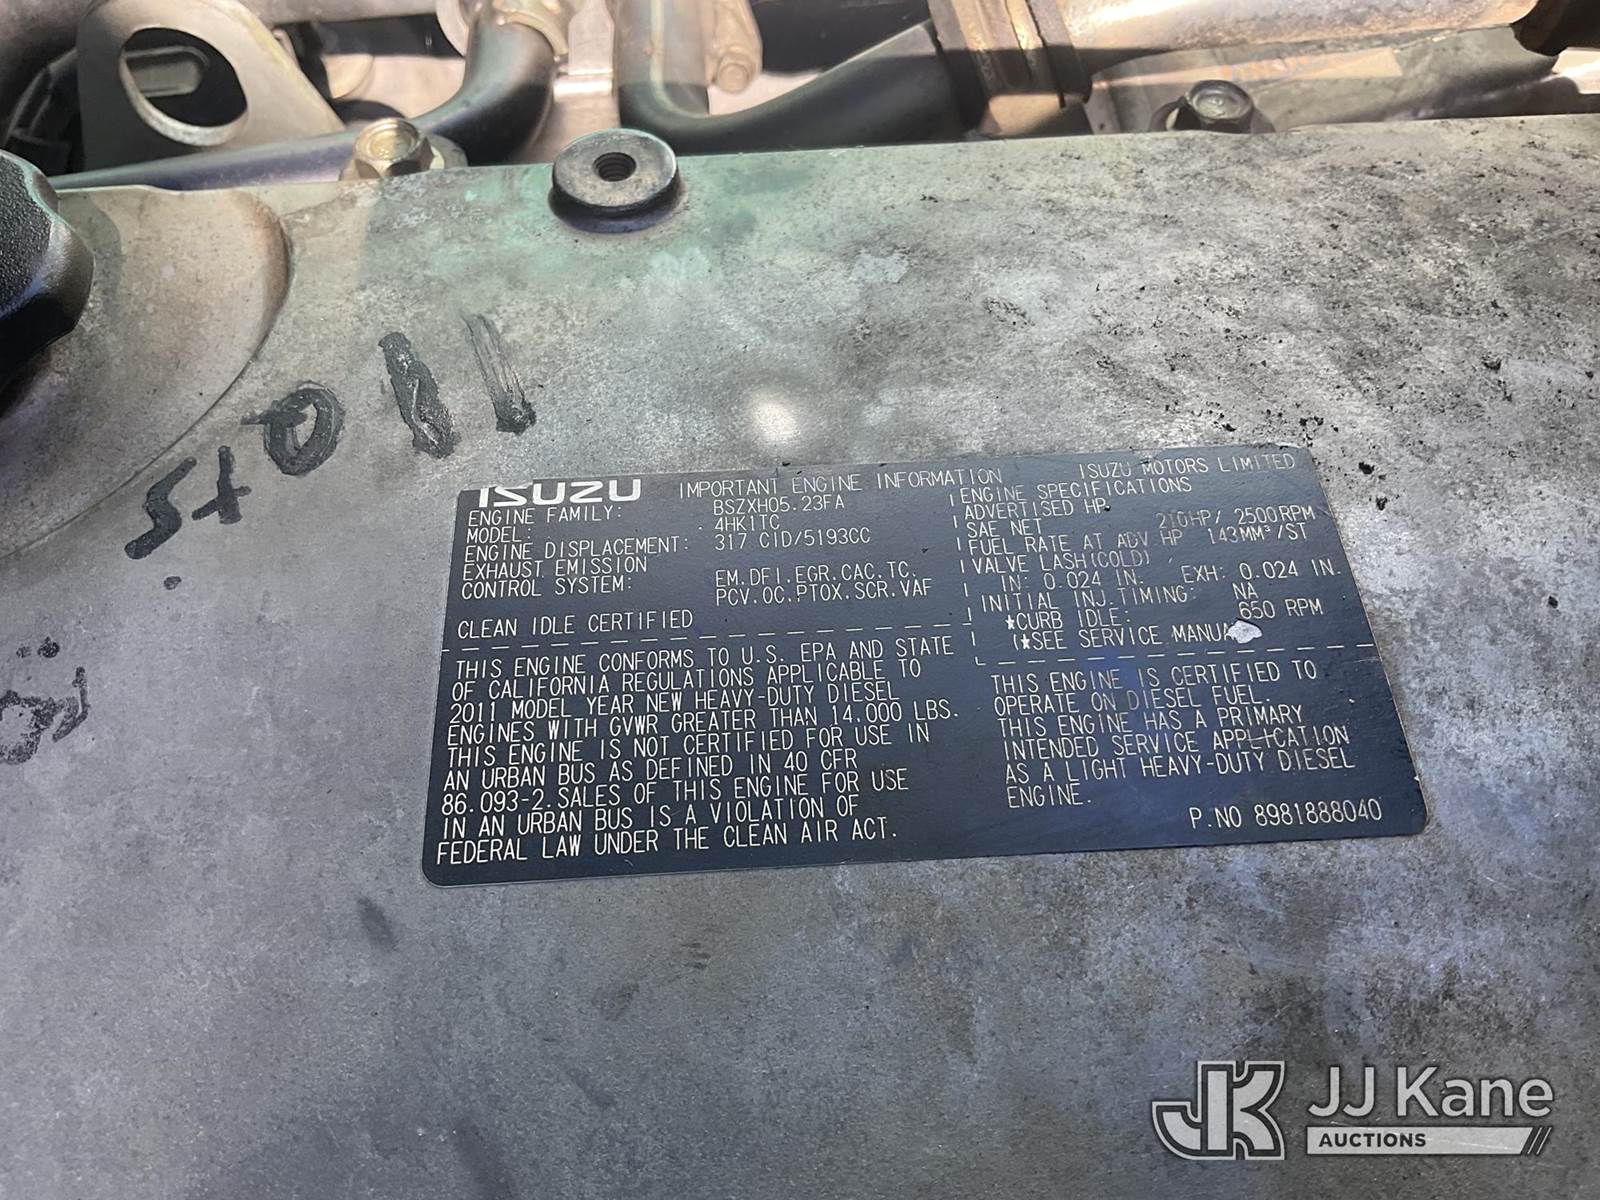 ISUZU IMPORTANT ENGINE INFORMATION ISUZU MOTORS LIMITED
ENGINE FAMILY: BSZXH05.23FA
MODEL: 4HK1TC
ENGINE DISPLACEMENT: 317 CID/5193CC
EXHAUST EMISSION
CONTROL SYSTEM: EM.DFI.EGR.CAC.TC.
PCV.OC.PTOX.SCR.VAF
CLEAN IDLE CERTIFIED
ENGINE SPECIFICATIONS
ADVERTISED HP.
SAE NET 210HP/ 2500RPM
FUEL RATE AT ADV HP 143MM³/ST
VALVE LASH(COLD)
IN: 0.024 IN. EXH: 0.024 IN.
INITIAL INJ.TIMING: NA
*CURB IDLE: 650 RPM
(*SEE SERVICE MANUAL
THIS ENGINE CONFORMS TO U.S. EPA AND STATE
OF CALIFORNIA REGULATIONS APPLICABLE TO
2011 MODEL YEAR NEW HEAVY-DUTY DIESEL
ENGINES WITH GVWR GREATER THAN 14,000 LBS.
THIS ENGINE IS NOT CERTIFIED FOR USE IN
AN URBAN BUS AS DEFINED IN 40 CFR
86.093-2.SALES OF THIS ENGINE FOR USE
IN AN URBAN BUS IS A VIOLATION OF
FEDERAL LAW UNDER THE CLEAN AIR ACT.
THIS ENGINE IS CERTIFIED TO
OPERATE ON DIESEL FUEL.
THIS ENGINE HAS A PRIMARY
INTENDED SERVICE APPLICATION
AS A LIGHT HEAVY-DUTY DIESEL
ENGINE.
P.NO 8981888040
JK JJ Kane
AUCTIONS